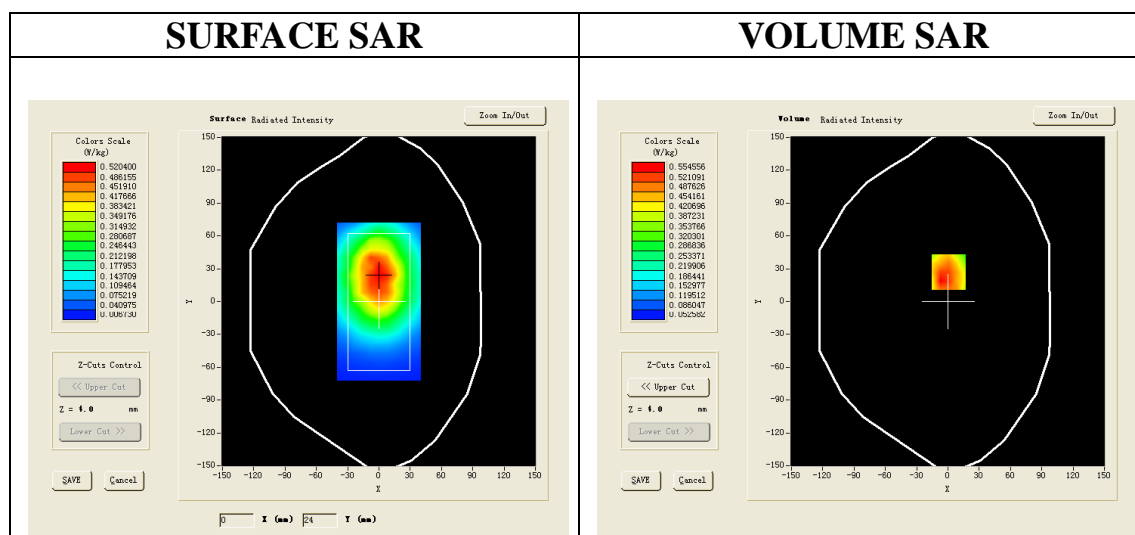 SURFACE SAR
VOLUME SAR
Surface Radiated Intensity
Zoom In/Out
Colors Scale
(W/kg)
0.520400
0.486155
0.451910
0.417666
0.383421
0.349176
0.314932
0.280687
0.246443
0.212198
0.177953
0.143709
0.109464
0.075219
0.040975
0.006730
150
120
90
60
30
0
-30
-60
-90
-120
-150
Y
-150 -120 -90 -60 -30 0 30 60 90 120 150
X
Z-Cuts Control
<< Upper Cut
Z = 4.0 mm
Lower Cut >>
SAVE Cancel
0 X (mm) 24 Y (mm)
Volume Radiated Intensity
Zoom In/Out
Colors Scale
(W/kg)
0.554556
0.521091
0.487626
0.454161
0.420696
0.387231
0.353766
0.320301
0.286836
0.253371
0.219906
0.186441
0.152977
0.119512
0.086047
0.052582
150
120
90
60
30
0
-30
-60
-90
-120
-150
Y
-150 -120 -90 -60 -30 0 30 60 90 120 150
X
Z-Cuts Control
<< Upper Cut
Z = 4.0 mm
Lower Cut >>
SAVE Cancel